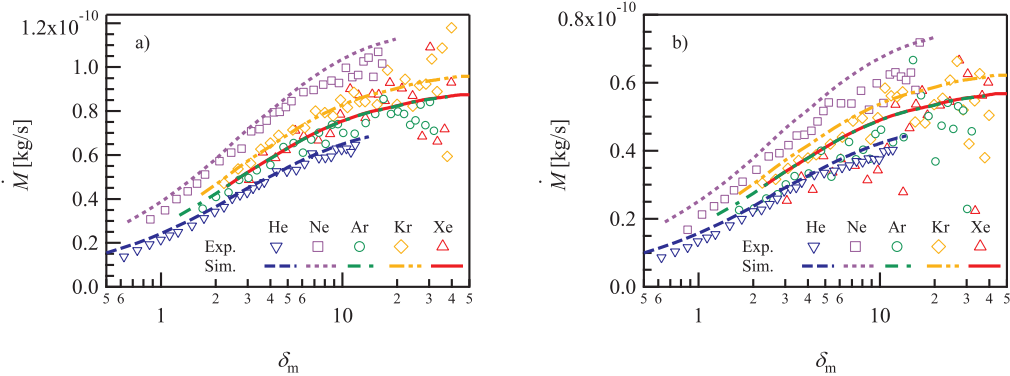 1.2x10⁻¹⁰
a)
1.0
0.8
0.6
0.4
0.2
0.0
Ṁ [kg/s]
He Ne Ar Kr Xe
Exp.
Sim.
5 6 2 3 4 5 6 2 3 4 5
1 10
δm
0.8x10⁻¹⁰
b)
0.6
0.4
0.2
0.0
Ṁ [kg/s]
He Ne Ar Kr Xe
Exp.
Sim.
5 6 2 3 4 5 6 2 3 4 5
1 10
δm